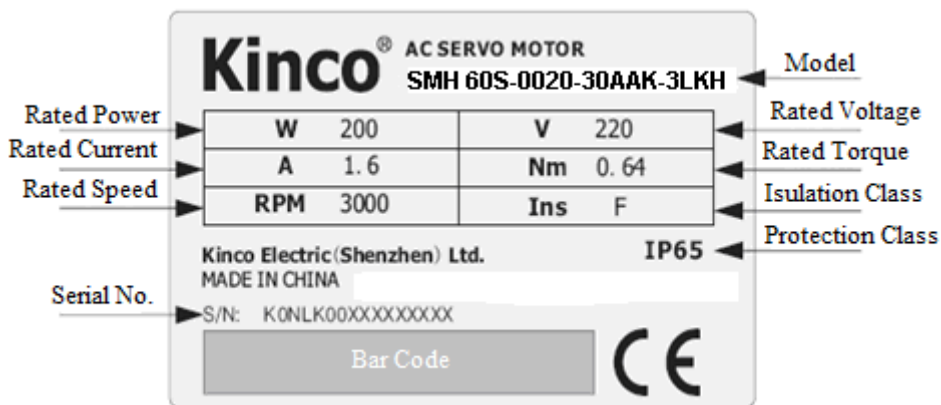 Kinco® AC SERVO MOTOR
SMH 60S-0020-30AAK-3LKH
Model
Rated Power
W 200
V 220
Rated Voltage
Rated Current
A 1.6
Nm 0.64
Rated Torque
Rated Speed
RPM 3000
Ins F
Isulation Class
Kinco Electric(Shenzhen) Ltd.
IP65
Protection Class
MADE IN CHINA
Serial No.
S/N: K0NLK00XXXXXXXXX
Bar Code
CE